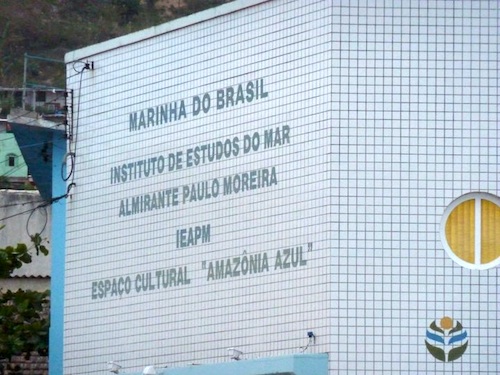 MARINHA DO BRASIL
INSTITUTO DE ESTUDOS DO MAR
ALMIRANTE PAULO MOREIRA
IEAPM
ESPAÇO CULTURAL "AMAZÔNIA AZUL"